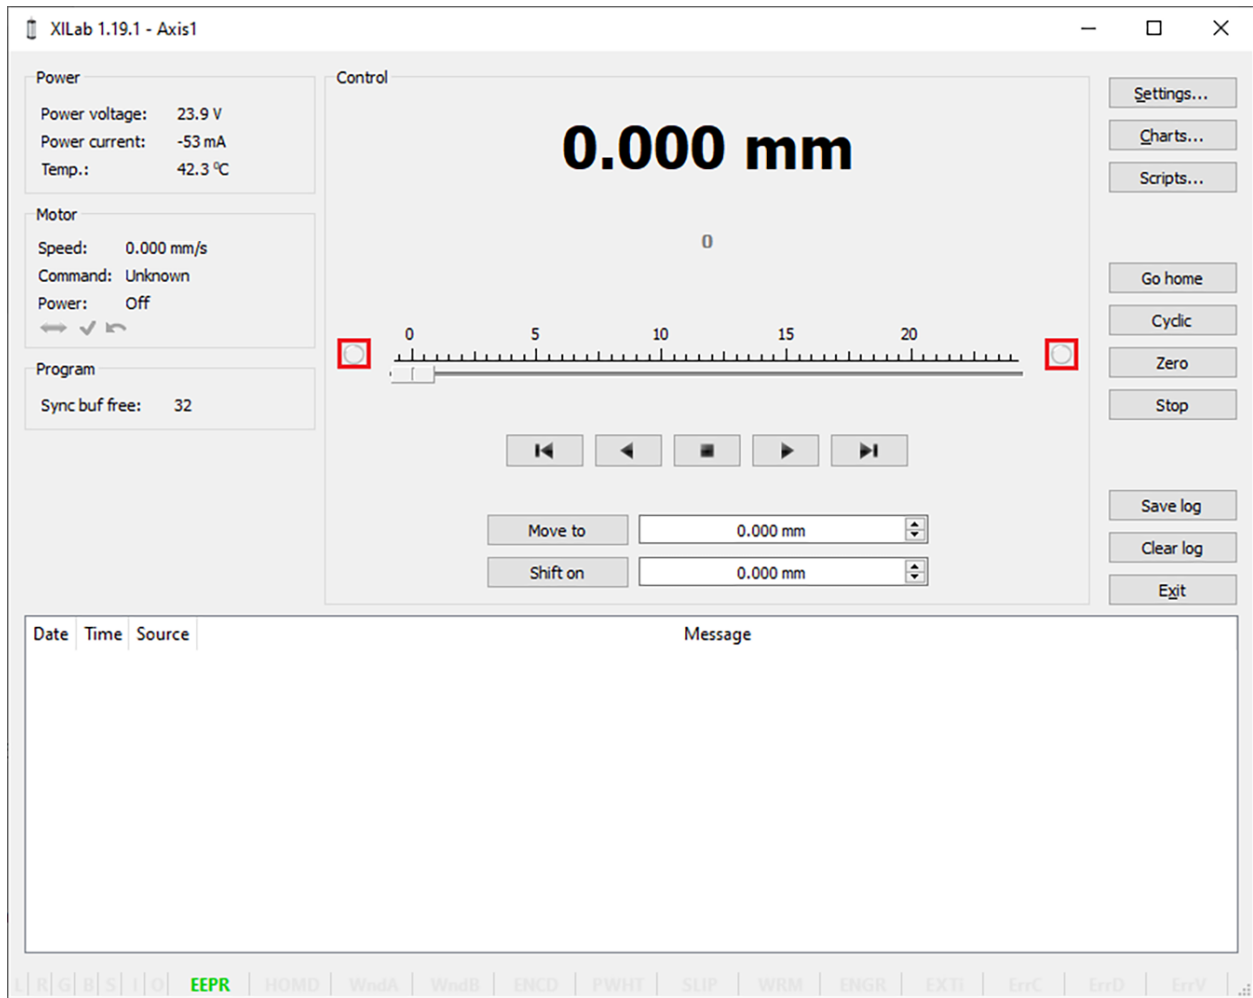 XILab 1.19.1 - Axis1
Power
Power voltage: 23.9 V
Power current: -53 mA
Temp.: 42.3 ºC
Motor
Speed: 0.000 mm/s
Command: Unknown
Power: Off
Program
Sync buf free: 32
Control
0.000 mm
0
0 5 10 15 20
Move to 0.000 mm
Shift on 0.000 mm
Settings...
Charts...
Scripts...
Go home
Cyclic
Zero
Stop
Save log
Clear log
Exit
Date Time Source Message
L R G B S I O EEPR HOMD WndA WndB ENCD PWHT SLIP WRM ENGR EXTi ErrC ErrD ErrV